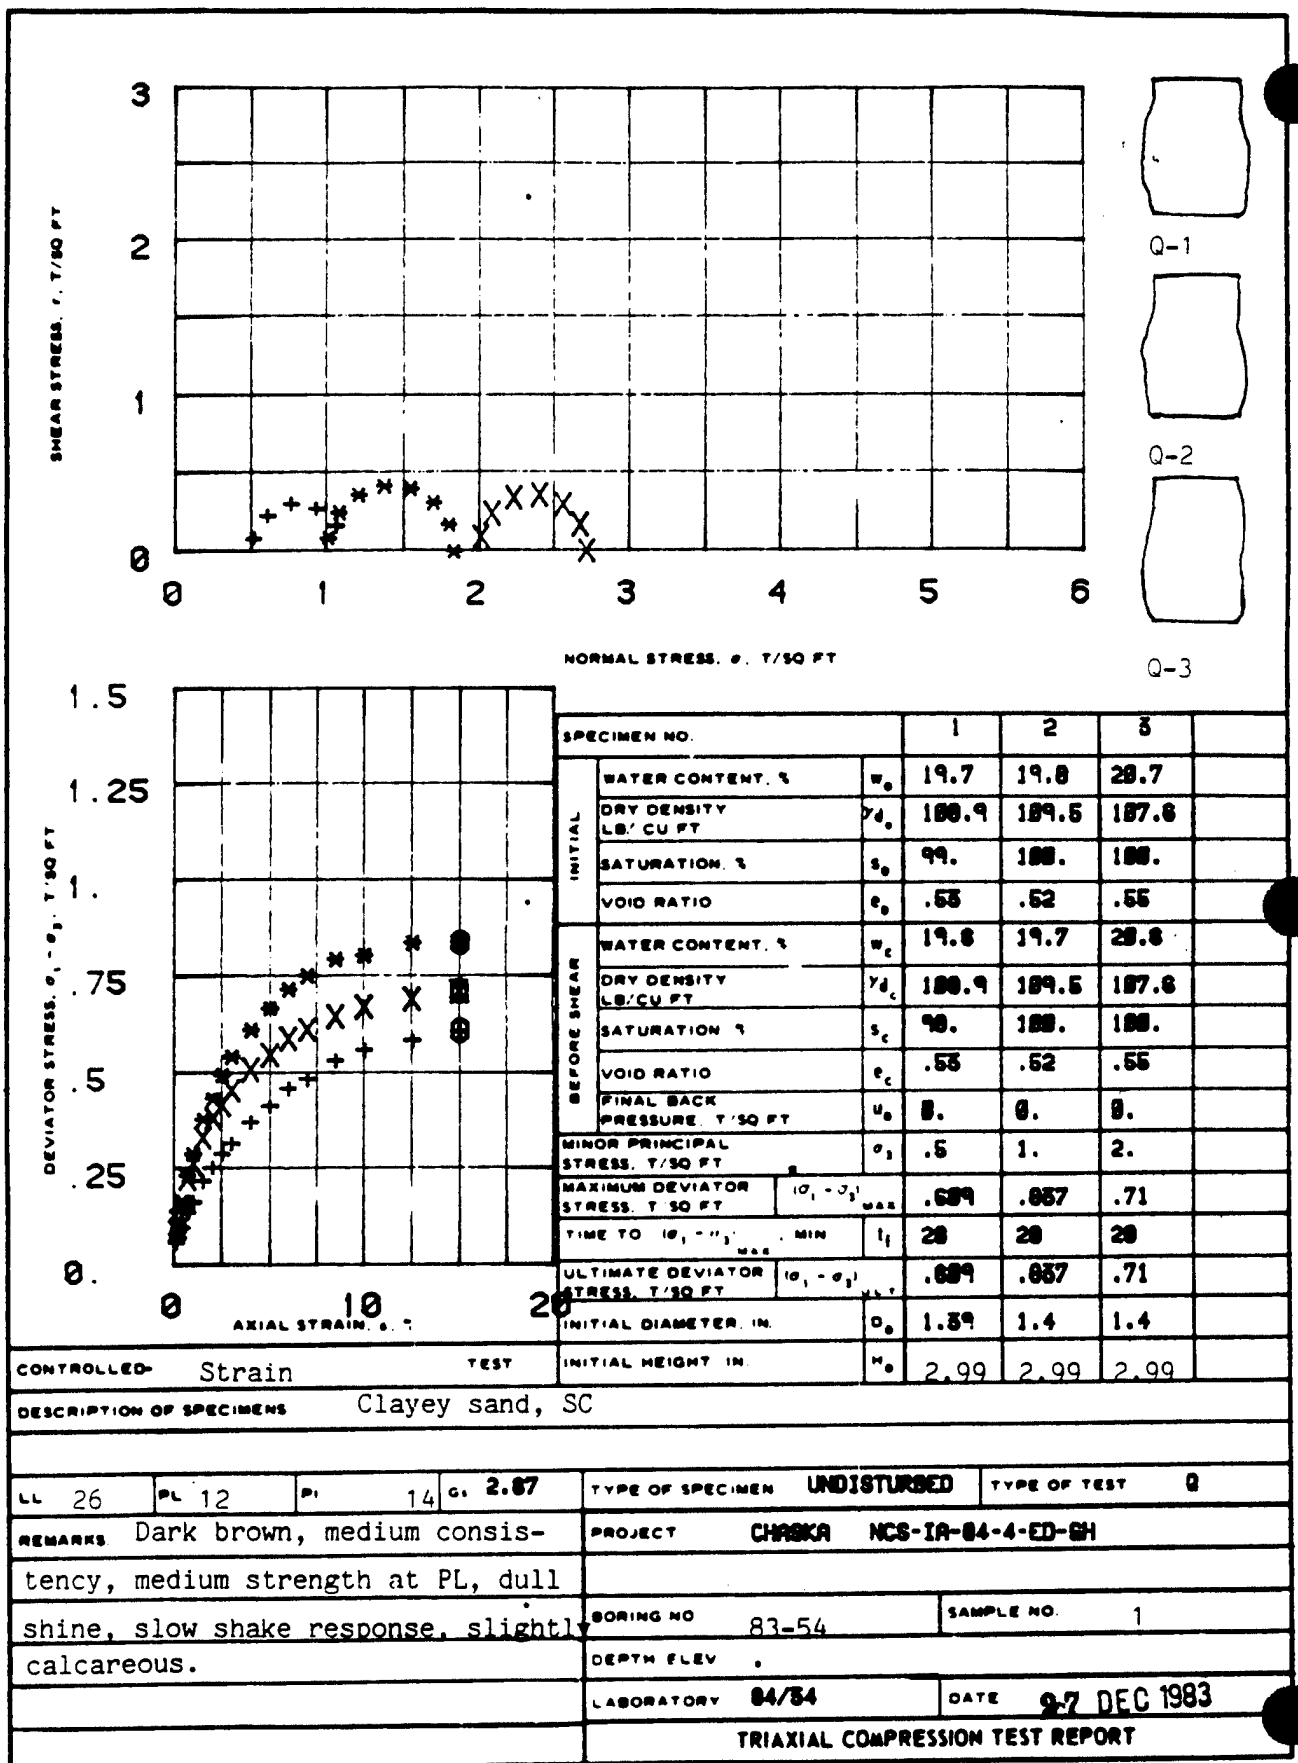 3
2
1
0
SHEAR STRESS, τ, T/SQ FT
0 1 2 3 4 5 6
NORMAL STRESS, σ, T/SQ FT
Q-1
Q-2
Q-3
1.5
1.25
1.
.75
.5
.25
0.
DEVIATOR STRESS, σ₁ - σ₃, T/SQ FT
0 10 20
AXIAL STRAIN, ε, %
SPECIMEN NO. 1 2 3
INITIAL
WATER CONTENT, % w₀ 19.7 19.8 20.7
DRY DENSITY LB/CU FT γd₀ 109.5 107.6
SATURATION, % S₀ 99. 100. 100.
VOID RATIO e₀ .53 .52 .55
BEFORE SHEAR
WATER CONTENT, % wc 19.6 19.7 20.6
DRY DENSITY LB/CU FT γdc 109.5 107.6
SATURATION % Sc 100. 100.
VOID RATIO ec .53 .52 .55
FINAL BACK PRESSURE, T/SQ FT u₀ 0. 0. 0.
MINOR PRINCIPAL STRESS, T/SQ FT σ₃ .5 1. 2.
MAXIMUM DEVIATOR STRESS, T/SQ FT (σ₁ - σ₃) MAX .609 .837 .71
TIME TO (σ₁ - σ₃) MAX, MIN tf 20 20 20
ULTIMATE DEVIATOR STRESS, T/SQ FT (σ₁ - σ₃) ULT .609 .837 .71
INITIAL DIAMETER, IN. D₀ 1.39 1.4 1.4
INITIAL HEIGHT IN. H₀ 2.99 2.99 2.99
CONTROLLED- Strain TEST
DESCRIPTION OF SPECIMENS Clayey sand, SC
LL 26 PL 12 PI 14 Gs 2.67
TYPE OF SPECIMEN UNDISTURBED TYPE OF TEST Q
REMARKS Dark brown, medium consis-
tency, medium strength at PL, dull
shine, slow shake response, slightly
calcareous.
PROJECT CHASKA NCS-IA-84-4-ED-GH
BORING NO 83-54 SAMPLE NO. 1
DEPTH ELEV
LABORATORY 84/54 DATE 27 DEC 1983
TRIAXIAL COMPRESSION TEST REPORT